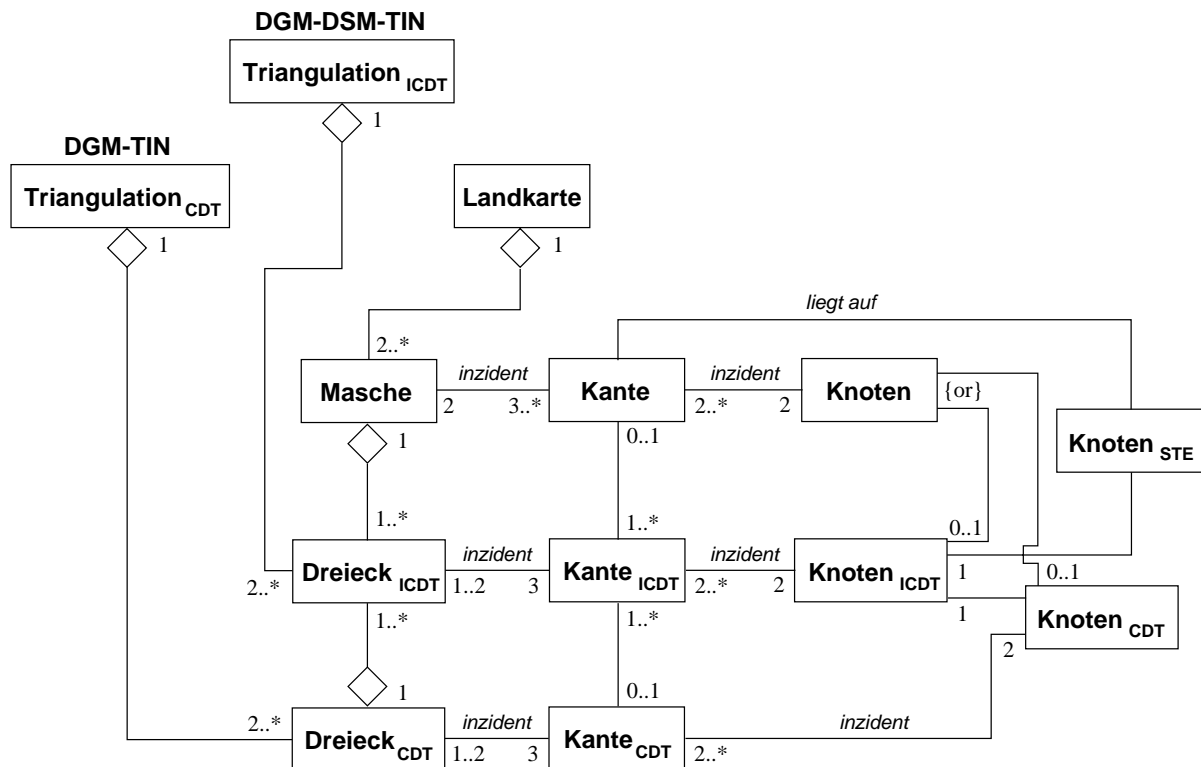 DGM-DSM-TIN
Triangulation ICDT
1
DGM-TIN
Triangulation CDT
1
Landkarte
1
liegt auf
2..*
Masche
inzident
2
3..*
Kante
inzident
2..*
2
Knoten
{or}
1
0..1
Knoten STE
1..*
1..*
0..1
2..*
Dreieck ICDT
inzident
1..2
3
Kante ICDT
inzident
2..*
2
Knoten ICDT
1
0..1
1
Knoten CDT
2
1..*
1..*
1
0..1
2..*
Dreieck CDT
inzident
1..2
3
Kante CDT
2..*
inzident